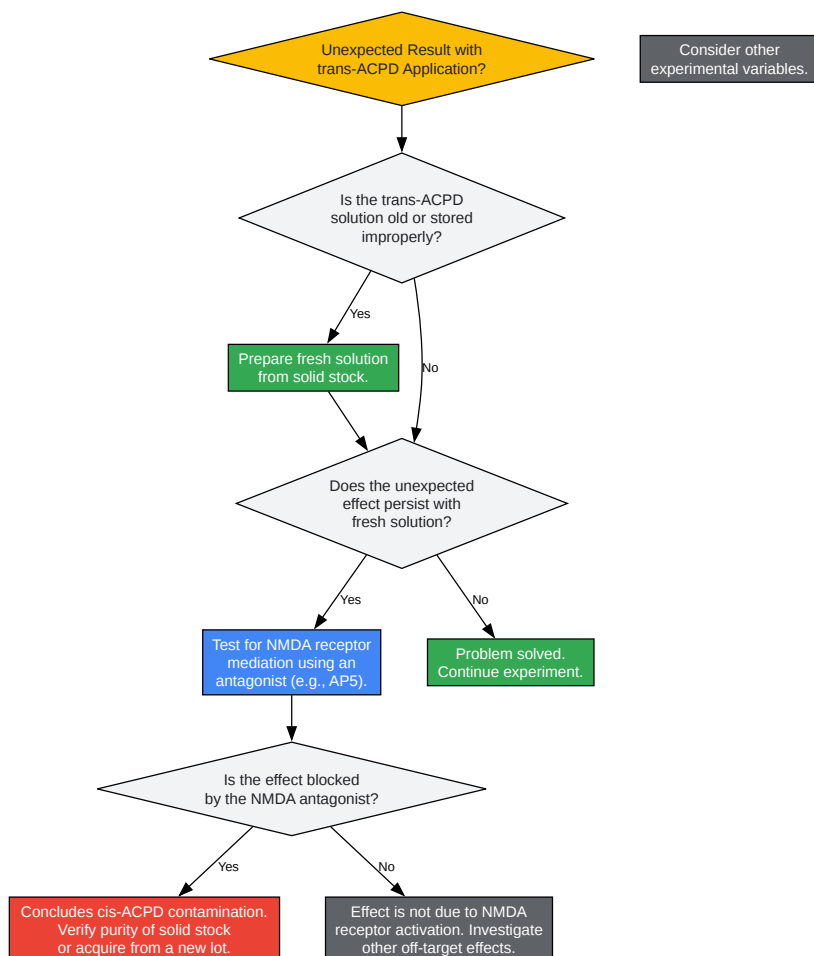 Unexpected Result with
trans-ACPD Application?
Consider other
experimental variables.
Is the trans-ACPD
solution old or stored
improperly?
Yes
Prepare fresh solution
from solid stock.
No
Does the unexpected
effect persist with
fresh solution?
Yes
No
Test for NMDA receptor
mediation using an
antagonist (e.g., AP5).
Problem solved.
Continue experiment.
Is the effect blocked
by the NMDA antagonist?
Yes
No
Concludes cis-ACPD contamination.
Verify purity of solid stock
or acquire from a new lot.
Effect is not due to NMDA
receptor activation. Investigate
other off-target effects.